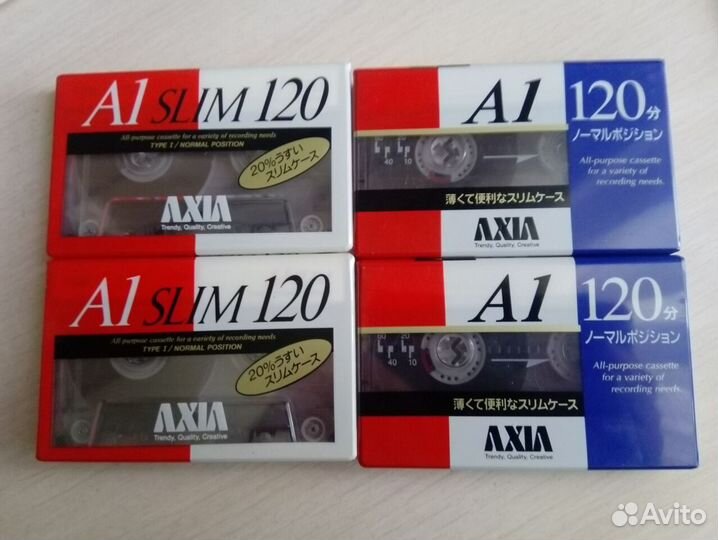 A1 SLIM 120
All-purpose cassette for a variety of recording needs
TYPE I / NORMAL POSITION
20%うすい
スリムケース
AXIA
Trendy, Quality, Creative
A1
120分
ノーマルポジション
All-purpose cassette
for a variety of
recording needs.
40 10
薄くて便利なスリムケース
AXIA
Trendy, Quality, Creative
A1 SLIM 120
All-purpose cassette for a variety of recording needs
TYPE I / NORMAL POSITION
20%うすい
スリムケース
AXIA
Trendy, Quality, Creative
A1
120分
ノーマルポジション
All-purpose cassette
for a variety of
recording needs.
60 20
40 10
薄くて便利なスリムケース
AXIA
Trendy, Quality, Creative
Avito